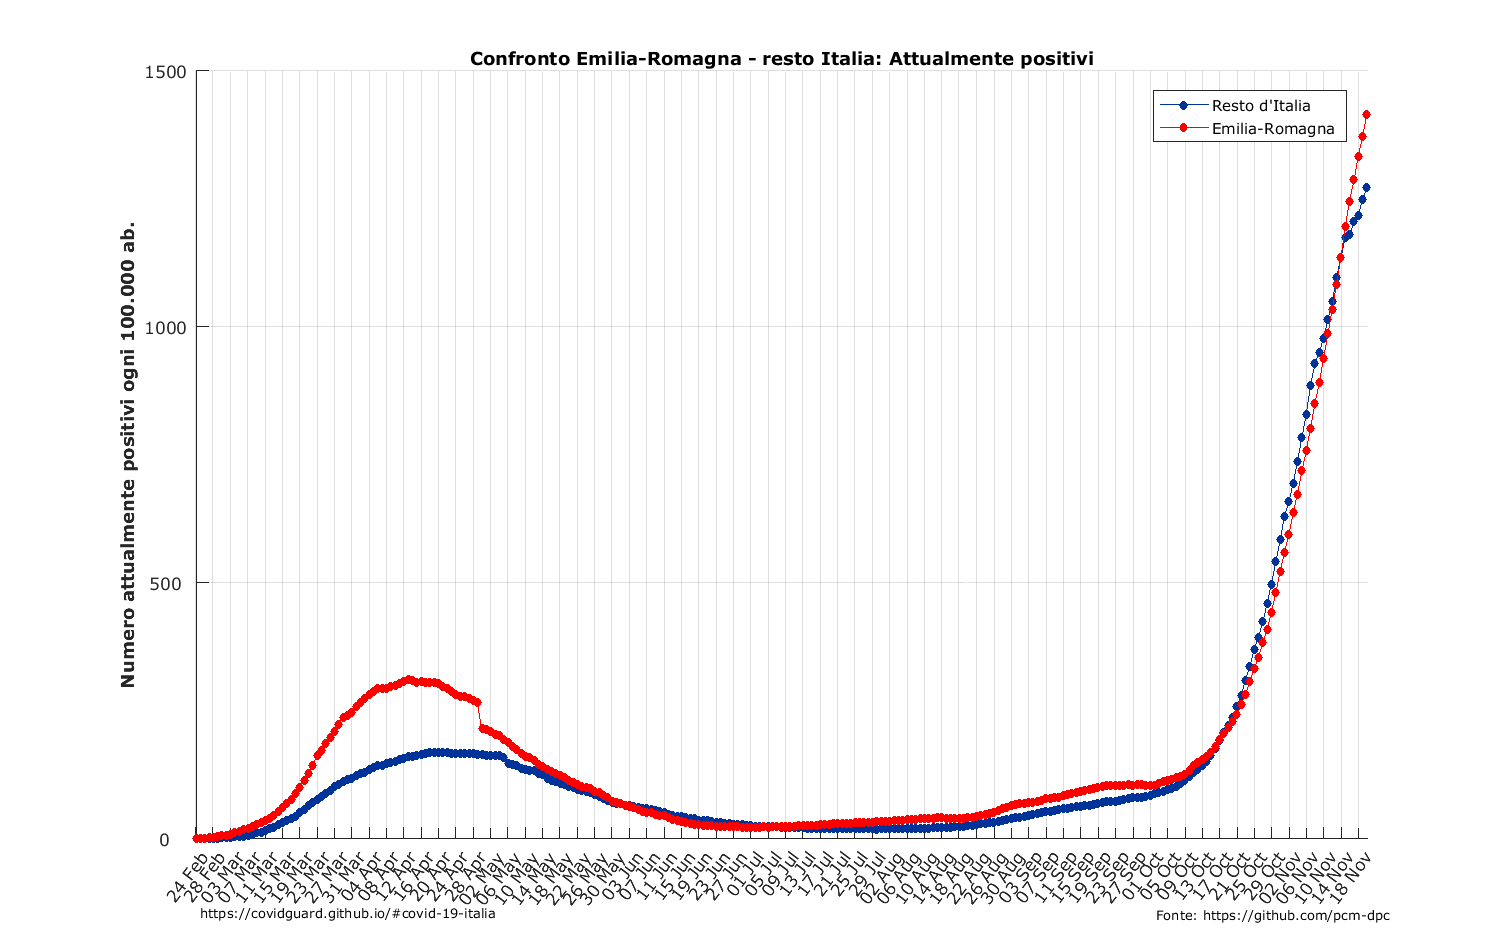 Confronto Emilia-Romagna - resto Italia: Attualmente positivi
1500
1000
500
0
Numero attualmente positivi ogni 100.000 ab.
Resto d'Italia
Emilia-Romagna
24 Feb
28 Feb
03 Mar
07 Mar
11 Mar
15 Mar
19 Mar
23 Mar
27 Mar
31 Mar
04 Apr
08 Apr
12 Apr
16 Apr
20 Apr
24 Apr
28 Apr
02 May
06 May
10 May
14 May
18 May
22 May
26 May
30 May
03 Jun
07 Jun
11 Jun
15 Jun
19 Jun
23 Jun
27 Jun
01 Jul
05 Jul
09 Jul
13 Jul
17 Jul
21 Jul
25 Jul
29 Jul
02 Aug
06 Aug
10 Aug
14 Aug
18 Aug
22 Aug
26 Aug
30 Aug
03 Sep
07 Sep
11 Sep
15 Sep
19 Sep
23 Sep
27 Sep
01 Oct
05 Oct
09 Oct
13 Oct
17 Oct
21 Oct
25 Oct
29 Oct
02 Nov
06 Nov
10 Nov
14 Nov
18 Nov
https://covidguard.github.io/#covid-19-italia
Fonte: https://github.com/pcm-dpc